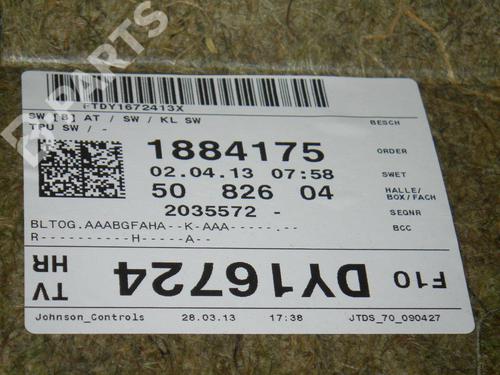 B PARTS
FTDY1672413X
SW [B] AT / SW / KL SW
TPU SW / -
BESCH
1884175
ORDER
02.04.13 07:58
SWET
50 826 04
HALLE/
BOX/FACH
2035572 -
SEQNR
BLTOG.AAABGFAHA--K-AAA-----.--
BCC
R----------H-----A--
TV
HR
DY16724
F10
Johnson_Controls 28.03.13 17:38 JTDS_70_090427